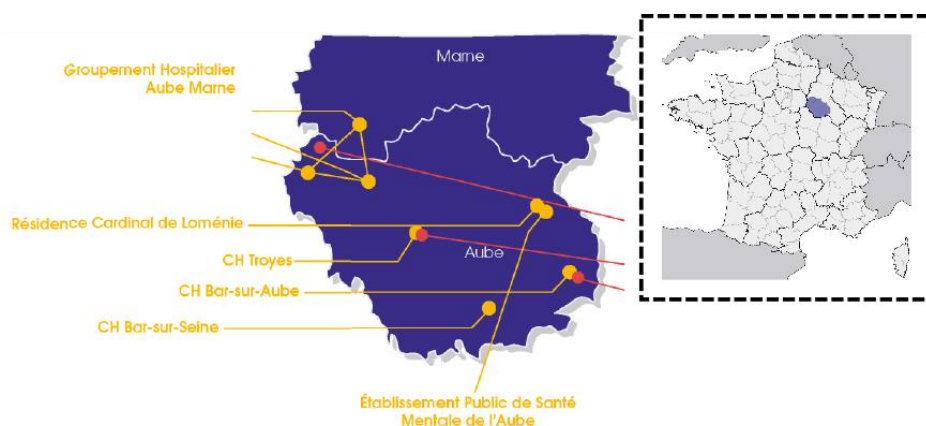 Marne
Groupement Hospitalier
Aube Marne
Résidence Cardinal de Loménie
CH Troyes
Aube
CH Bar-sur-Aube
CH Bar-sur-Seine
Établissement Public de Santé
Mentale de l'Aube